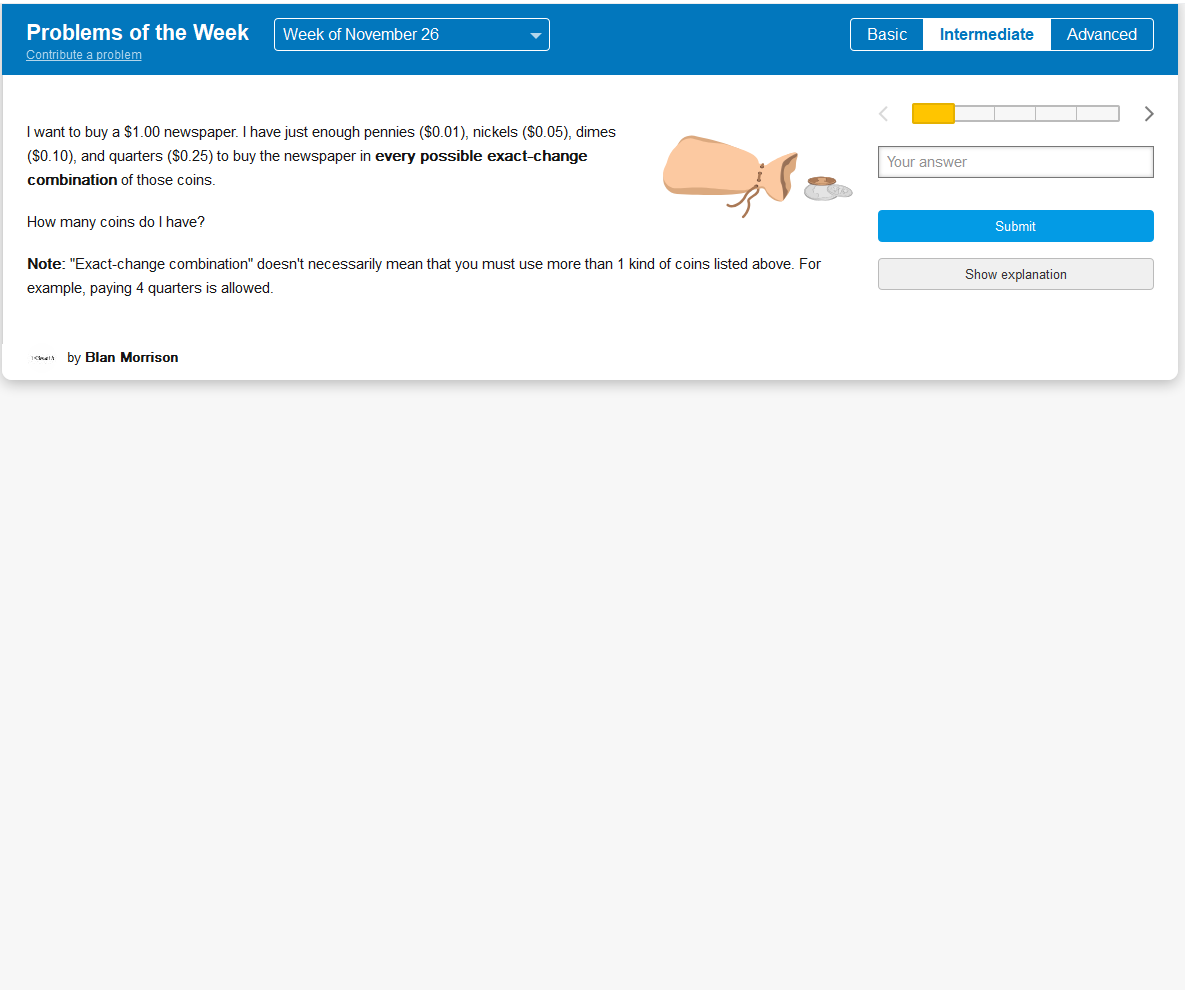 Problems of the Week
Contribute a problem
Week of November 26
Basic
Intermediate
Advanced
I want to buy a $1.00 newspaper. I have just enough pennies ($0.01), nickels ($0.05), dimes
($0.10), and quarters ($0.25) to buy the newspaper in every possible exact-change
combination of those coins.
How many coins do I have?
Note: "Exact-change combination" doesn't necessarily mean that you must use more than 1 kind of coins listed above. For
example, paying 4 quarters is allowed.
by Blan Morrison
Your answer
Submit
Show explanation